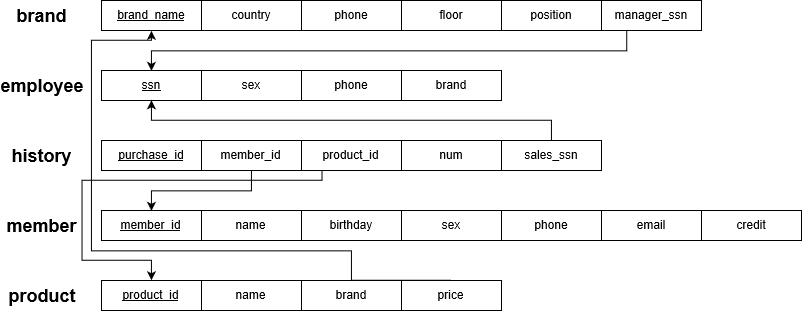 brand brand_name country phone floor position manager_ssn
employee ssn sex phone brand
history purchase_id member_id product_id num sales_ssn
member member_id name birthday sex phone email credit
product product_id name brand price